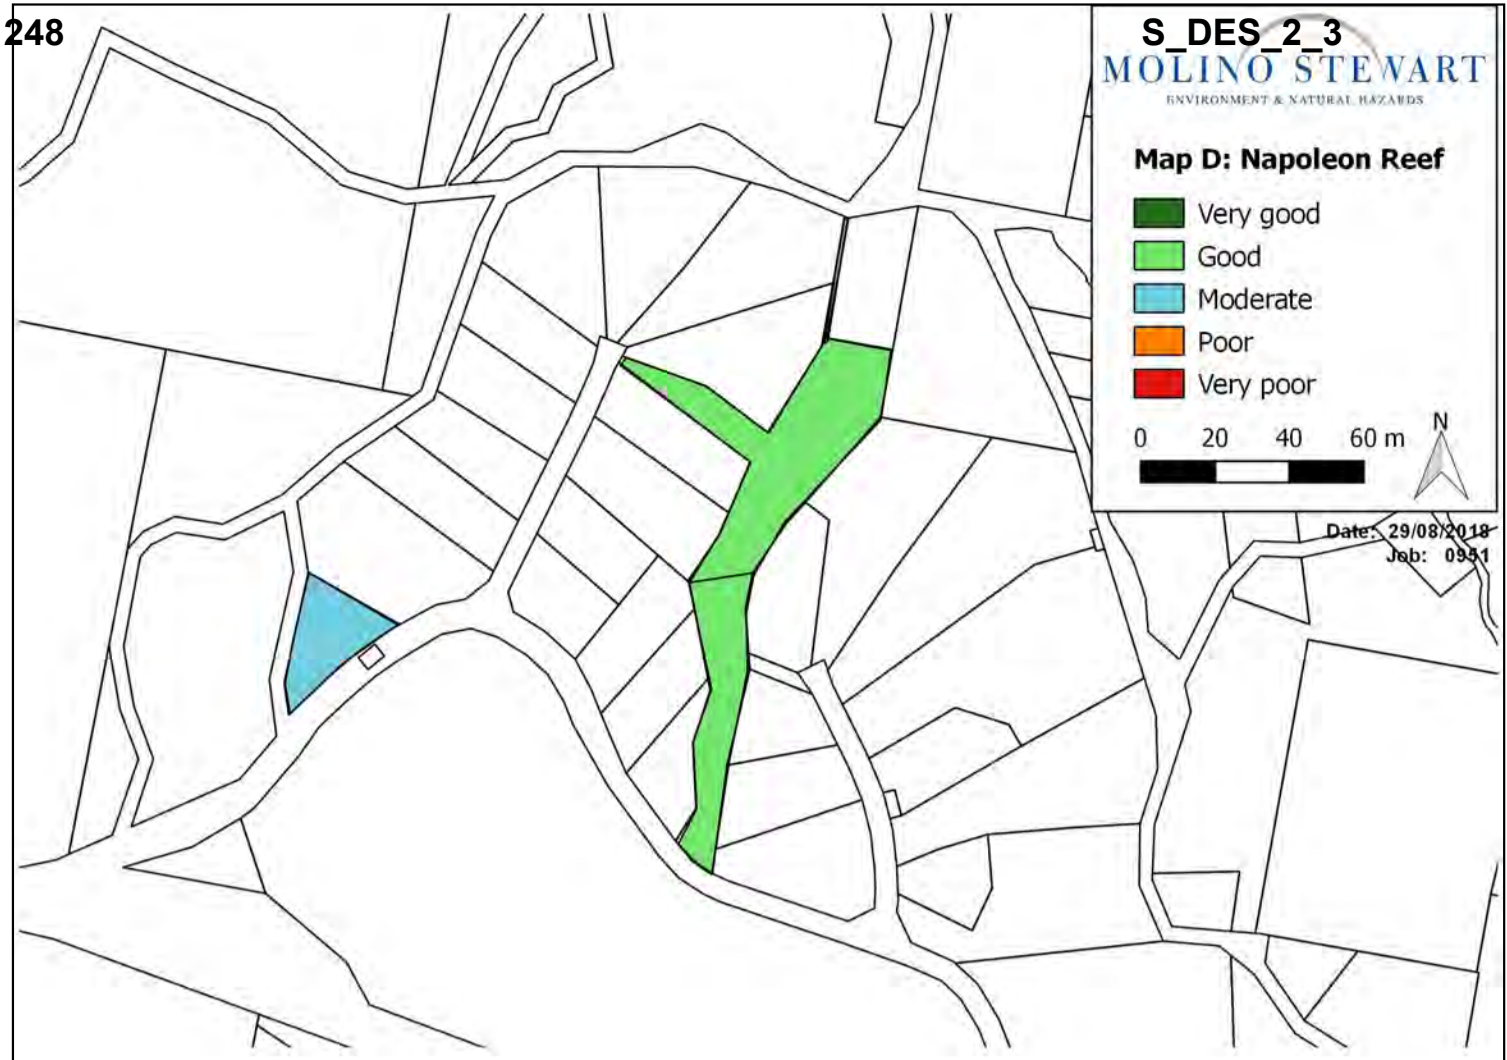 248
S_DES_2_3
MOLINO STEWART
ENVIRONMENT & NATURAL HAZARDS
Map D: Napoleon Reef
Very good
Good
Moderate
Poor
Very poor
0 20 40 60 m
N
Date: 29/08/2018
Job: 0951